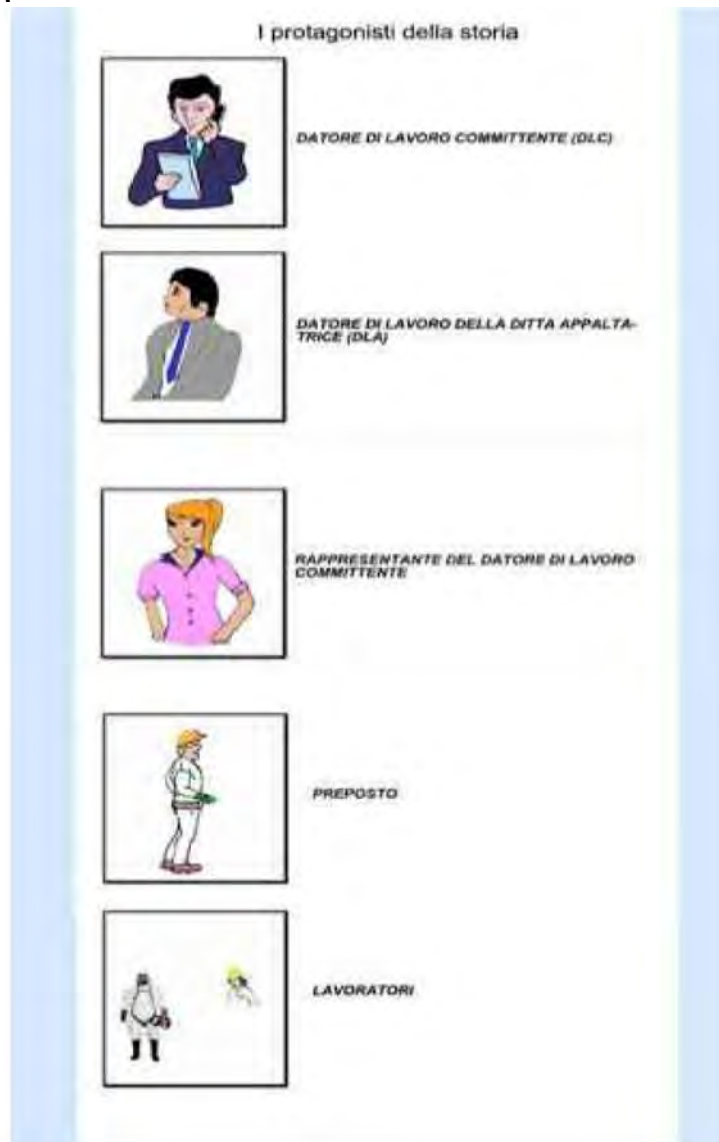 I protagonisti della storia
DATORE DI LAVORO COMMITTENTE (DLC)
DATORE DI LAVORO DELLA DITTA APPALTA-
TRICE (DLA)
RAPPRESENTANTE DEL DATORE DI LAVORO
COMMITTENTE
PREPOSTO
LAVORATORI